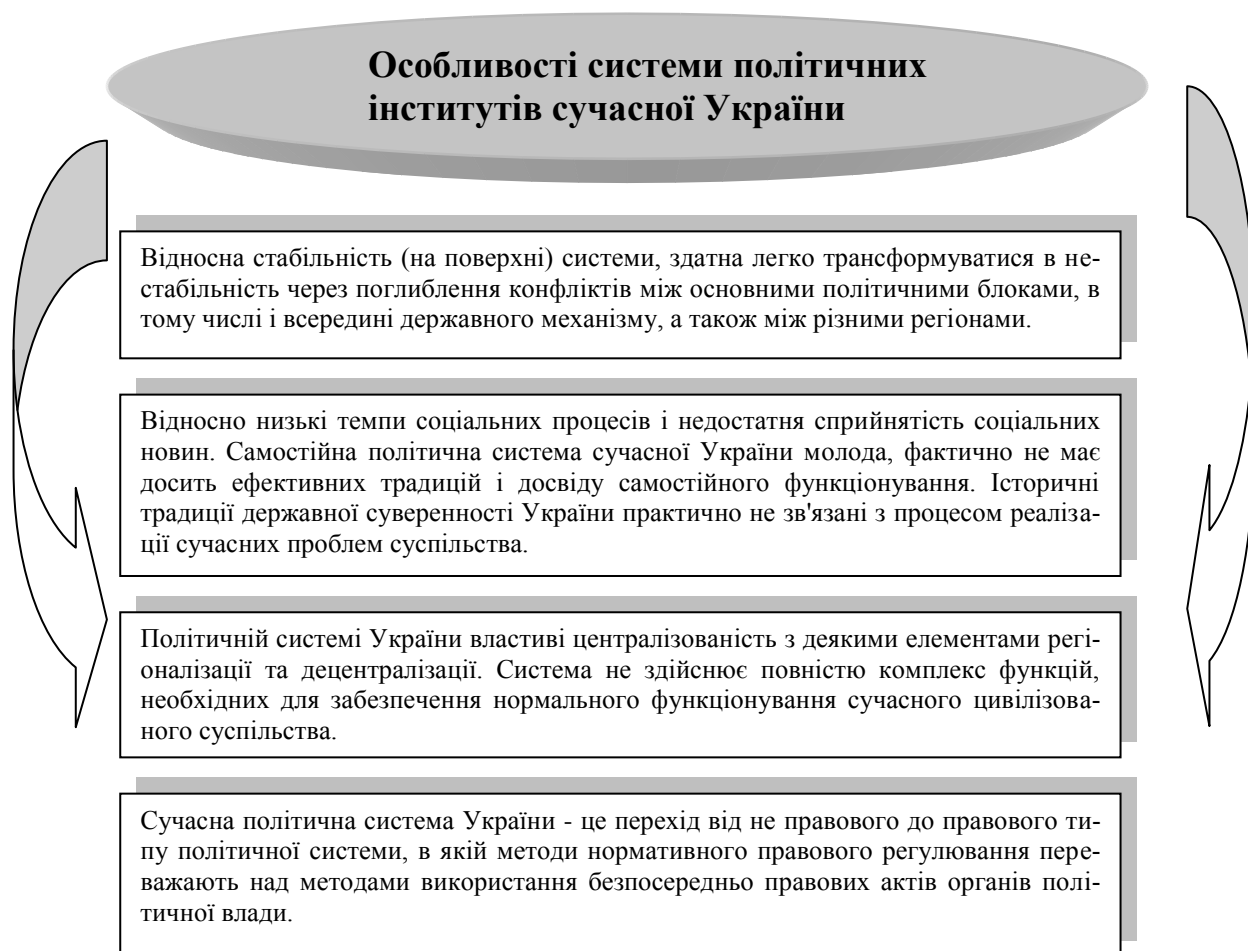 Особливості системи політичних
інститутів сучасної України
Відносна стабільність (на поверхні) системи, здатна легко трансформуватися в не-
стабільність через поглиблення конфліктів між основними політичними блоками, в
тому числі і всередині державного механізму, а також між різними регіонами.
Відносно низькі темпи соціальних процесів і недостатня сприйнятість соціальних
новин. Самостійна політична система сучасної України молода, фактично не має
досить ефективних традицій і досвіду самостійного функціонування. Історичні
традиції державної суверенності України практично не зв'язані з процесом реаліза-
ції сучасних проблем суспільства.
Політичній системі України властиві централізованість з деякими елементами регі-
оналізації та децентралізації. Система не здійснює повністю комплекс функцій,
необхідних для забезпечення нормального функціонування сучасного цивілізова-
ного суспільства.
Сучасна політична система України - це перехід від не правового до правового ти-
пу політичної системи, в якій методи нормативного правового регулювання пере-
важають над методами використання безпосередньо правових актів органів полі-
тичної влади.